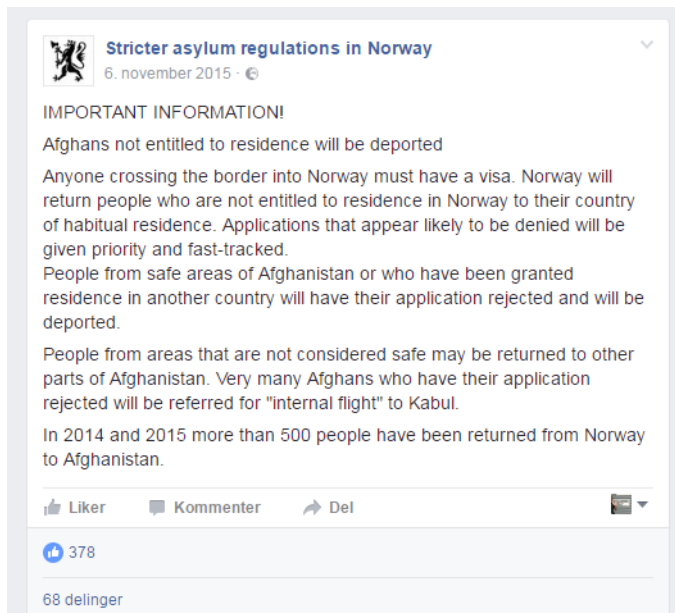 Stricter asylum regulations in Norway
6. november 2015 ·
IMPORTANT INFORMATION!
Afghans not entitled to residence will be deported
Anyone crossing the border into Norway must have a visa. Norway will
return people who are not entitled to residence in Norway to their country
of habitual residence. Applications that appear likely to be denied will be
given priority and fast-tracked.
People from safe areas of Afghanistan or who have been granted
residence in another country will have their application rejected and will be
deported.
People from areas that are not considered safe may be returned to other
parts of Afghanistan. Very many Afghans who have their application
rejected will be referred for "internal flight" to Kabul.
In 2014 and 2015 more than 500 people have been returned from Norway
to Afghanistan.
Liker Kommenter Del
378
68 delinger